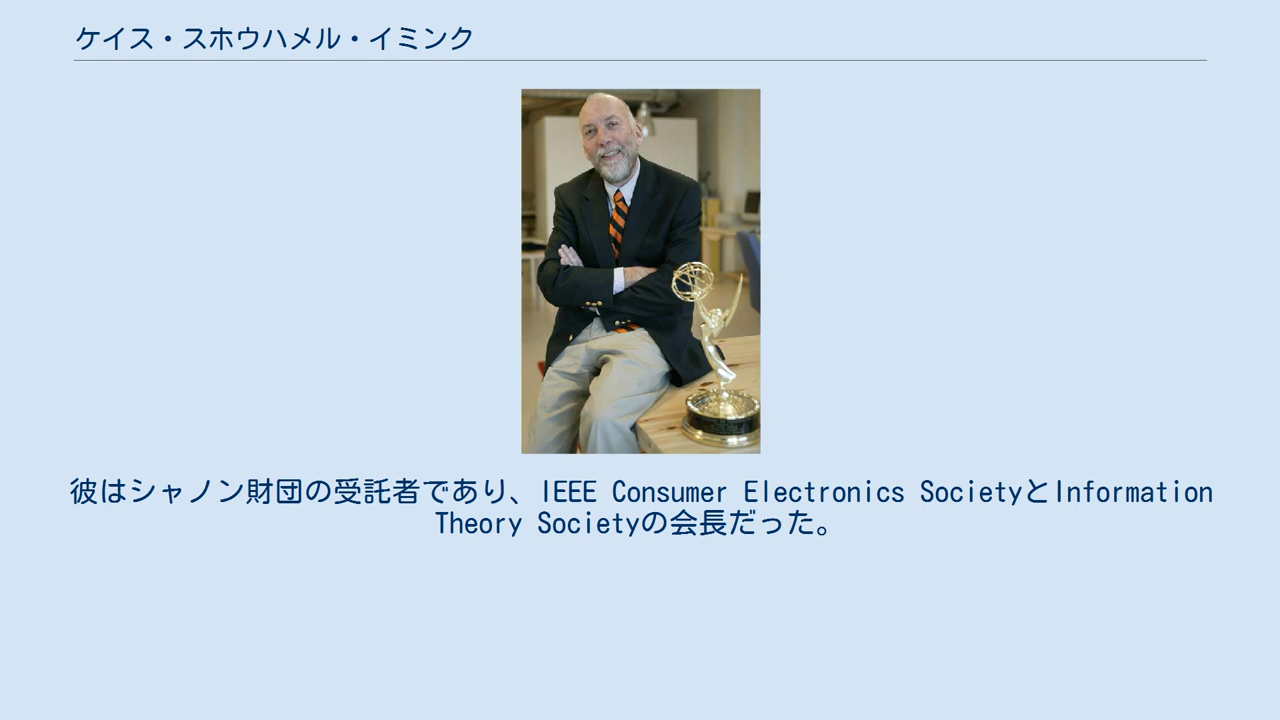 ケイス・スホウハメル・イミンク
彼はシャノン財団の受託者であり、IEEE Consumer Electronics SocietyとInformation
Theory Societyの会長だった。